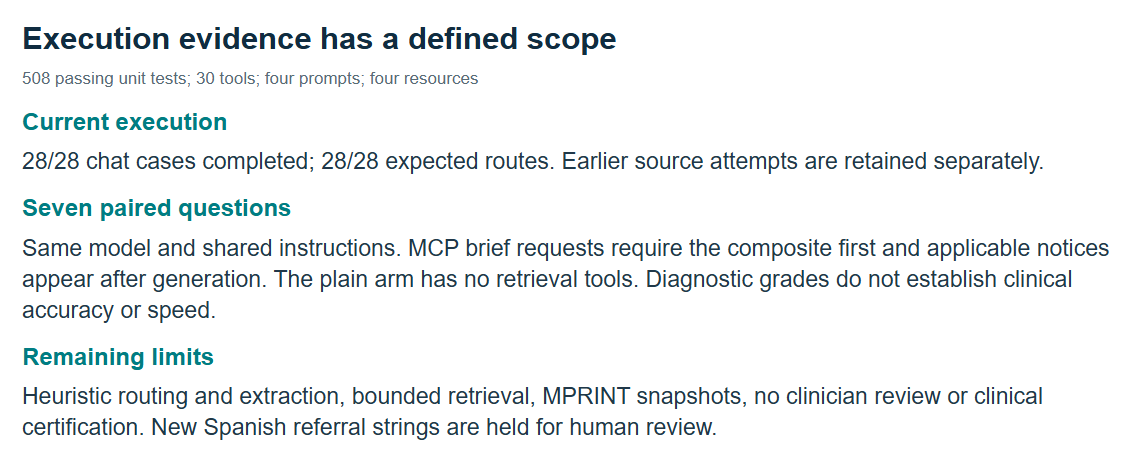 Execution evidence has a defined scope
508 passing unit tests; 30 tools; four prompts; four resources
Current execution
28/28 chat cases completed; 28/28 expected routes. Earlier source attempts are retained separately.
Seven paired questions
Same model and shared instructions. MCP brief requests require the composite first and applicable notices
appear after generation. The plain arm has no retrieval tools. Diagnostic grades do not establish clinical
accuracy or speed.
Remaining limits
Heuristic routing and extraction, bounded retrieval, MPRINT snapshots, no clinician review or clinical
certification. New Spanish referral strings are held for human review.